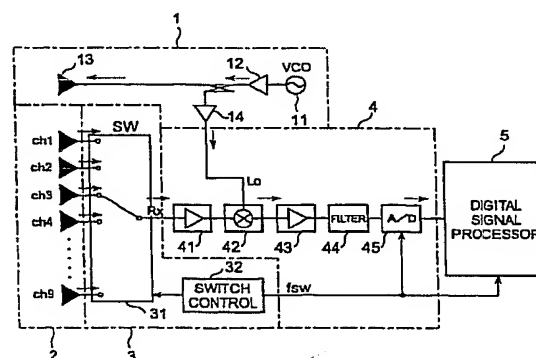 1
13
12
VCO
11
14
4
5
ch1
SW
ch2
Lo
ch3
Rx
ch4
DIGITAL
SIGNAL
PROCESSOR
FILTER
A/D
41
42
43
44
45
32
SWITCH
CONTROL
fsw
ch9
31
2
3